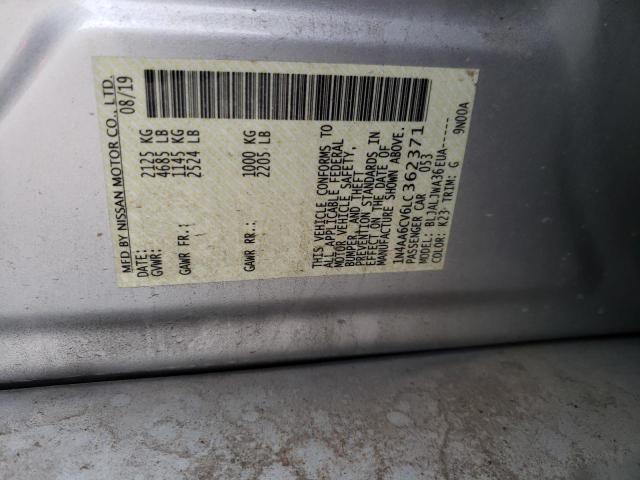 MFD BY NISSAN MOTOR CO., LTD.
DATE: 08/19
GVWR: 2125 KG
4685 LB
GAWR FR: 1145 KG
2524 LB
GAWR RR: 1000 KG
2205 LB
THIS VEHICLE CONFORMS TO
ALL APPLICABLE FEDERAL
MOTOR VEHICLE SAFETY,
BUMPER, AND THEFT
PREVENTION STANDARDS IN
EFFECT ON THE DATE OF
MANUFACTURE SHOWN ABOVE.
1N4AA6CV6LC362371
PASSENGER CAR 053
MODEL: BLJALJWA36EUA------
COLOR: K23 TRIM: G 9N00A